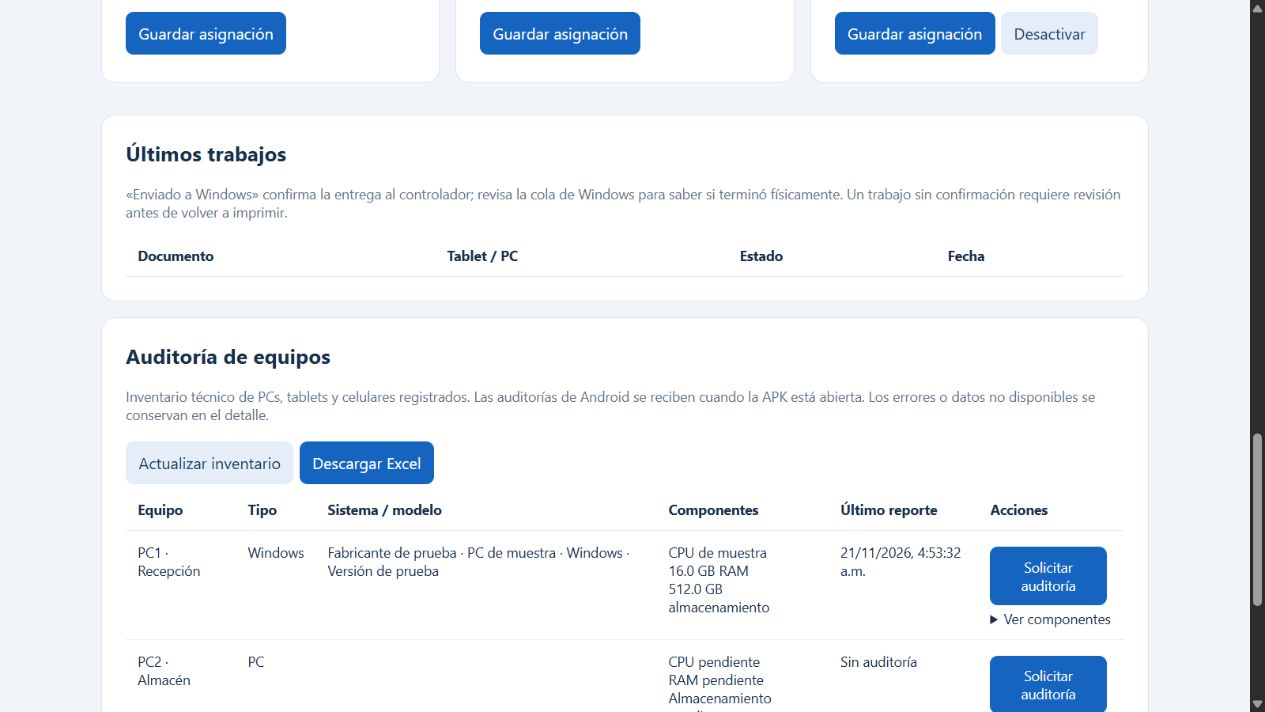 Guardar asignación
Guardar asignación
Guardar asignación
Desactivar
Últimos trabajos
«Enviado a Windows» confirma la entrega al controlador; revisa la cola de Windows para saber si terminó físicamente. Un trabajo sin confirmación requiere revisión
antes de volver a imprimir.
Documento Tablet / PC Estado Fecha
Auditoría de equipos
Inventario técnico de PCs, tablets y celulares registrados. Las auditorías de Android se reciben cuando la APK está abierta. Los errores o datos no disponibles se
conservan en el detalle.
Actualizar inventario
Descargar Excel
Equipo Tipo Sistema / modelo Componentes Último reporte Acciones
PC1 ·
Recepción
Windows
Fabricante de prueba · PC de muestra · Windows ·
Versión de prueba
CPU de muestra
16.0 GB RAM
512.0 GB
almacenamiento
21/11/2026, 4:53:32
a.m.
Solicitar
auditoría
▶ Ver componentes
PC2 ·
Almacén
PC
CPU pendiente
RAM pendiente
Almacenamiento
Sin auditoría
Solicitar
auditoría